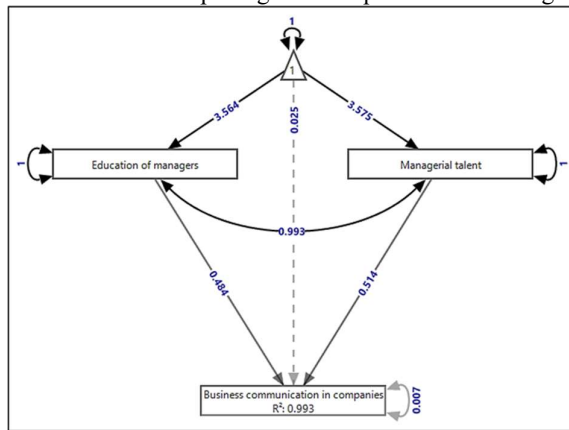 1
1
3.564
0.025
3.575
1
Education of managers
Managerial talent
1
0.993
0.484
0.514
Business communication in companies
R²: 0.993
0.007